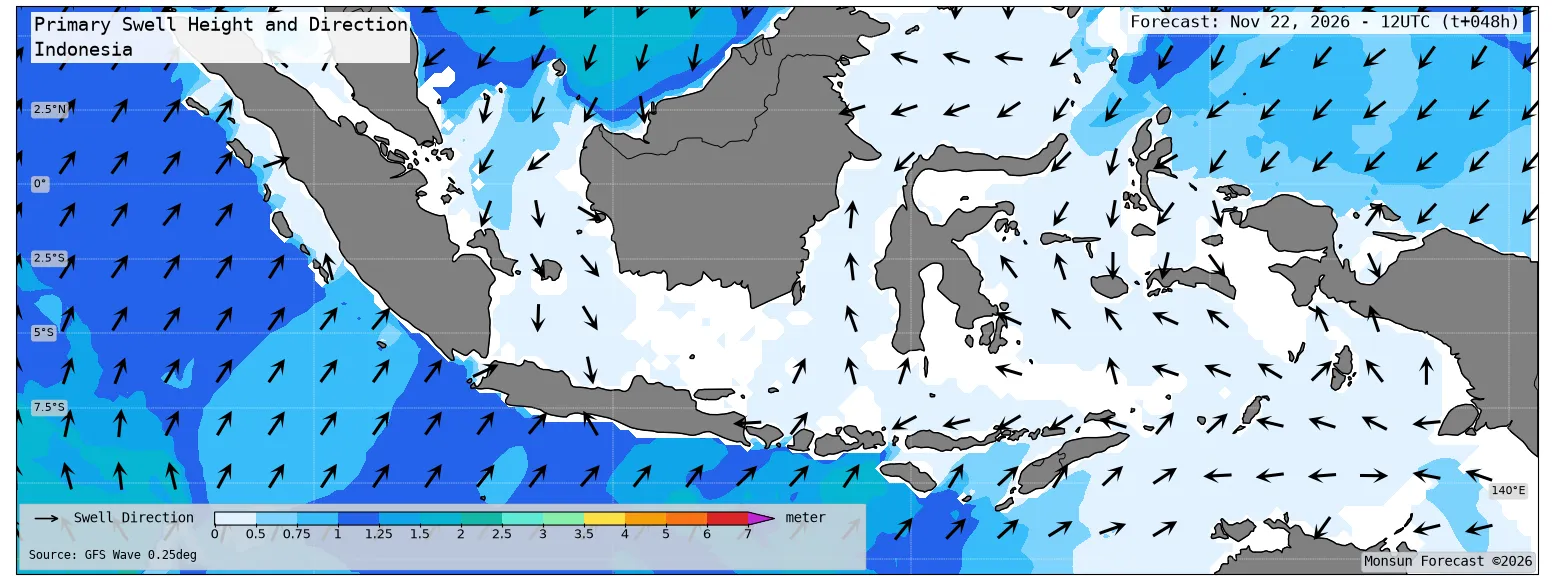 Primary Swell Height and Direction
Indonesia
Forecast: Nov 22, 2026 - 12UTC (t+048h)
2.5°N
0°
2.5°S
5°S
7.5°S
140°E
Swell Direction
0 0.5 0.75 1 1.25 1.5 2 2.5 3 3.5 4 5 6 7
meter
Source: GFS Wave 0.25deg
Monsun Forecast ©2026